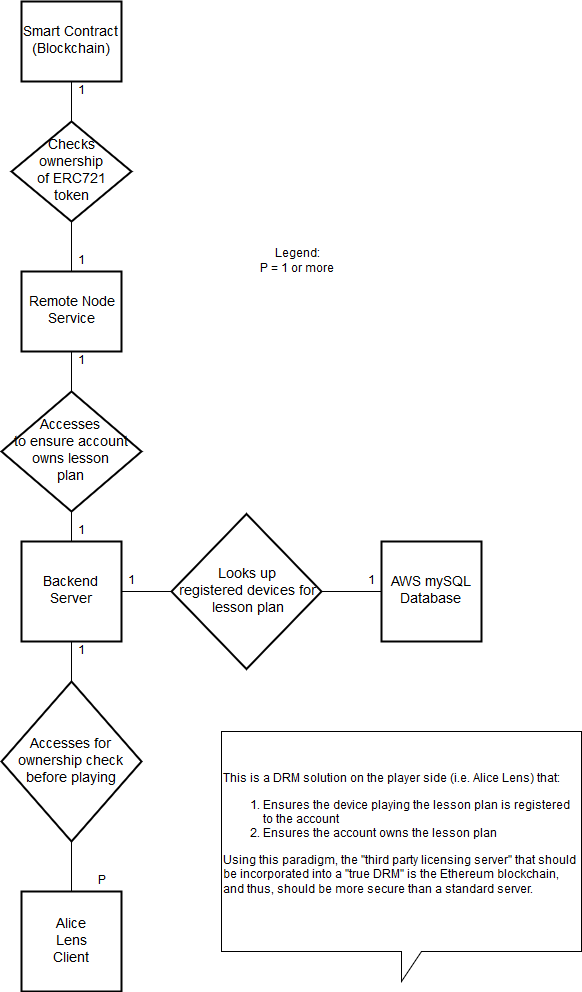 Smart Contract
(Blockchain)
1
Checks
ownership
of ERC721
token
1
Legend:
P = 1 or more
Remote Node
Service
1
Accesses
to ensure account
owns lesson
plan
1
Backend
Server
1
Looks up
registered devices for
lesson plan
1
AWS mySQL
Database
1
Accesses for
ownership check
before playing
P
Alice
Lens
Client
This is a DRM solution on the player side (i.e. Alice Lens) that:
1. Ensures the device playing the lesson plan is registered
to the account
2. Ensures the account owns the lesson plan
Using this paradigm, the "third party licensing server" that should
be incorporated into a "true DRM" is the Ethereum blockchain,
and thus, should be more secure than a standard server.